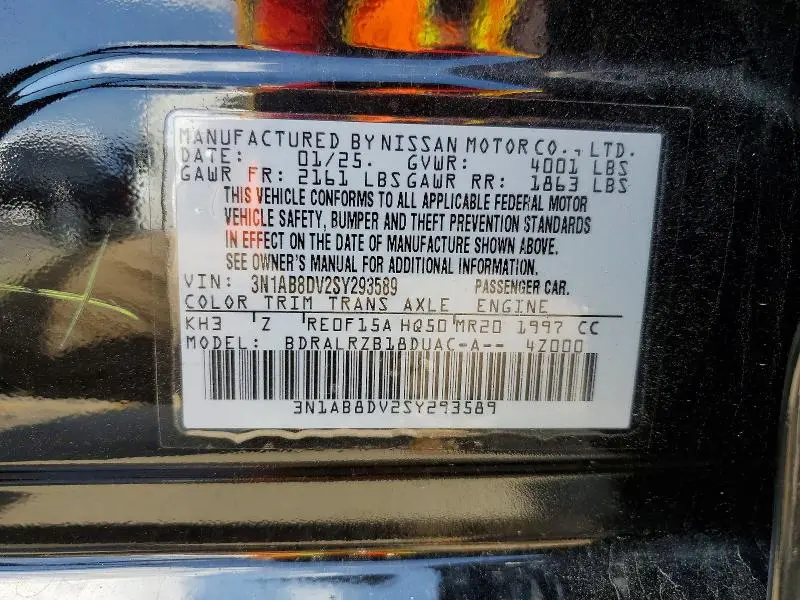 MANUFACTURED BY NISSAN MOTOR CO., LTD.
DATE: 01/25. GVWR: 4001 LBS
GAWR FR: 2161 LBS GAWR RR: 1863 LBS
THIS VEHICLE CONFORMS TO ALL APPLICABLE FEDERAL MOTOR
VEHICLE SAFETY, BUMPER AND THEFT PREVENTION STANDARDS
IN EFFECT ON THE DATE OF MANUFACTURE SHOWN ABOVE.
SEE OWNER'S MANUAL FOR ADDITIONAL INFORMATION.
VIN: 3N1AB8DV2SY293589 PASSENGER CAR.
COLOR TRIM TRANS AXLE ENGINE
KH3 Z RE0F15A HQ50 MR20 1997 CC
MODEL: BDRALRZB18DUAC-A-- 4Z000
3N1AB8DV2SY293589